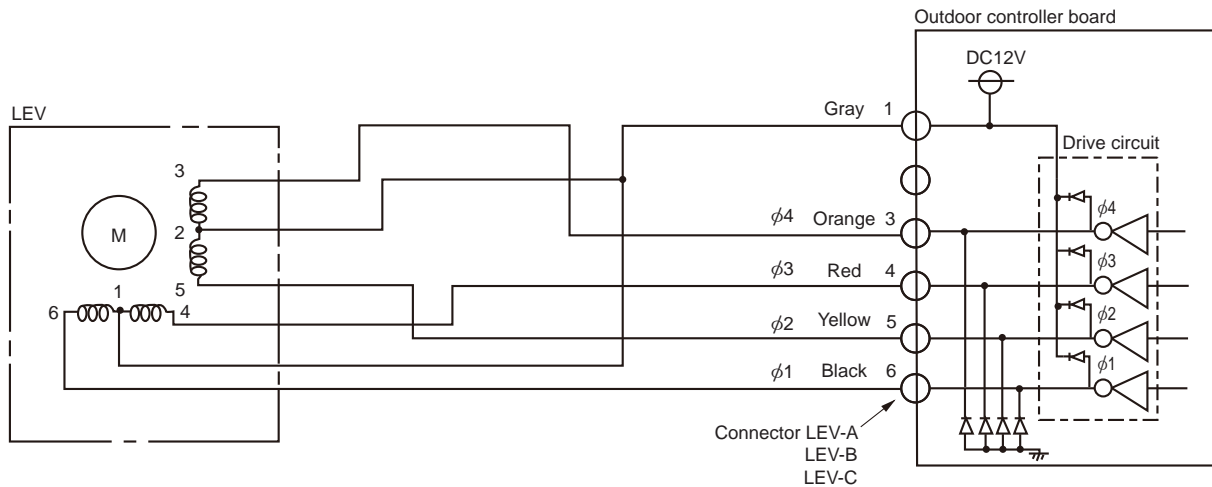 Outdoor controller board
DC12V
LEV
Gray 1
Drive circuit
3
ϕ4
ϕ4 Orange 3
M
2
ϕ3
ϕ3 Red 4
5
1
6 4
ϕ2
ϕ2 Yellow 5
ϕ1
ϕ1 Black 6
Connector LEV-A
LEV-B
LEV-C